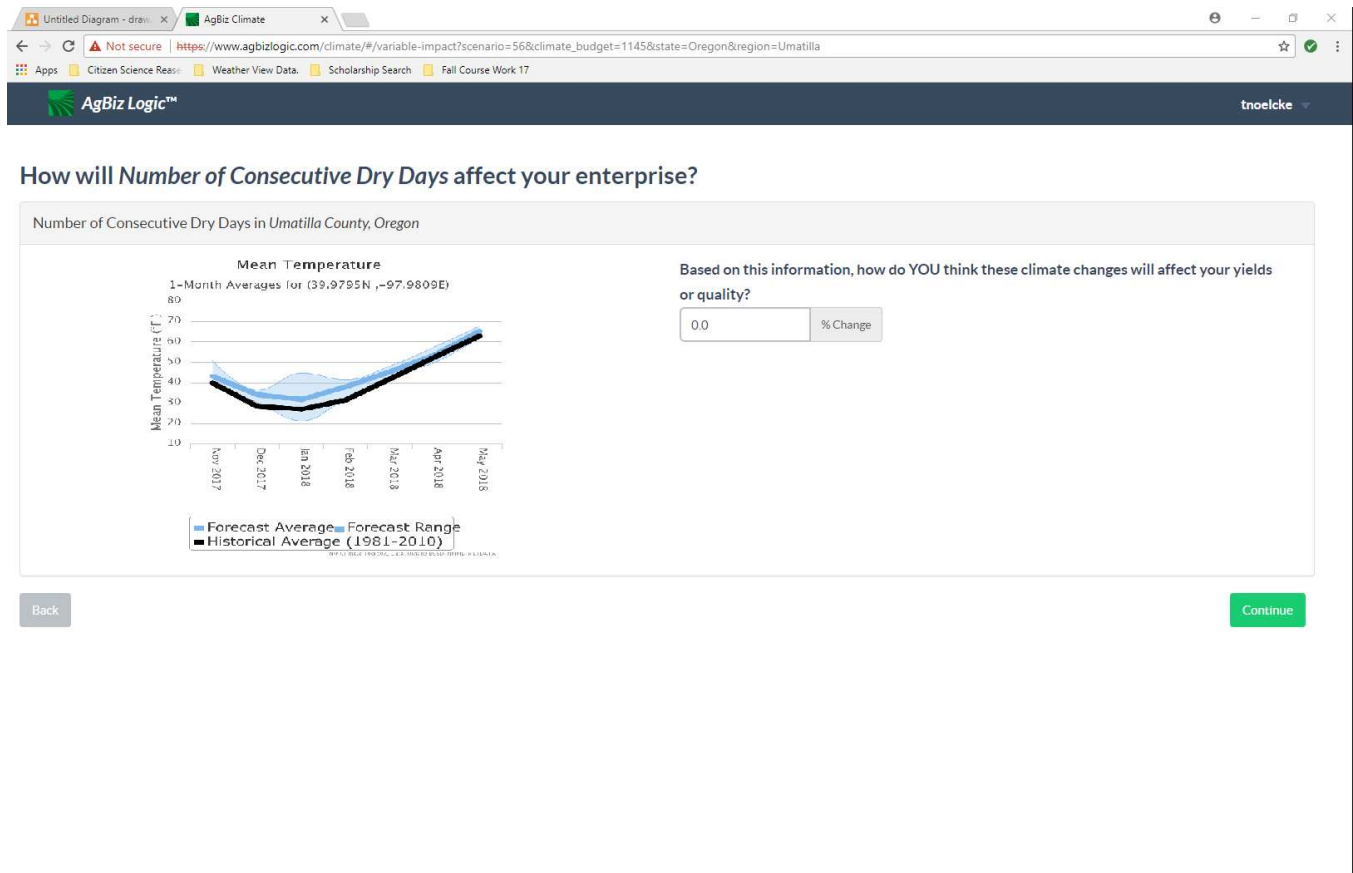 Untitled Diagram - draw.
AgBiz Climate
Not secure | https://www.agbizlogic.com/climate/#/variable-impact?scenario=56&climate_budget=1145&state=Oregon&region=Umatilla
Apps Citizen Science Rease Weather View Data. Scholarship Search Fall Course Work 17
AgBiz Logic™ tnoelcke
How will Number of Consecutive Dry Days affect your enterprise?
Number of Consecutive Dry Days in Umatilla County, Oregon
Mean Temperature
1-Month Averages for (39.9795N ,-97.9809E)
Mean Temperature (°F)
80
70
60
50
40
30
20
10
Nov 2017
Dec 2017
Jan 2018
Feb 2018
Mar 2018
Apr 2018
May 2018
Forecast Average Forecast Range
Historical Average (1981-2010)
Based on this information, how do YOU think these climate changes will affect your yields
or quality?
0.0 % Change
Back Continue